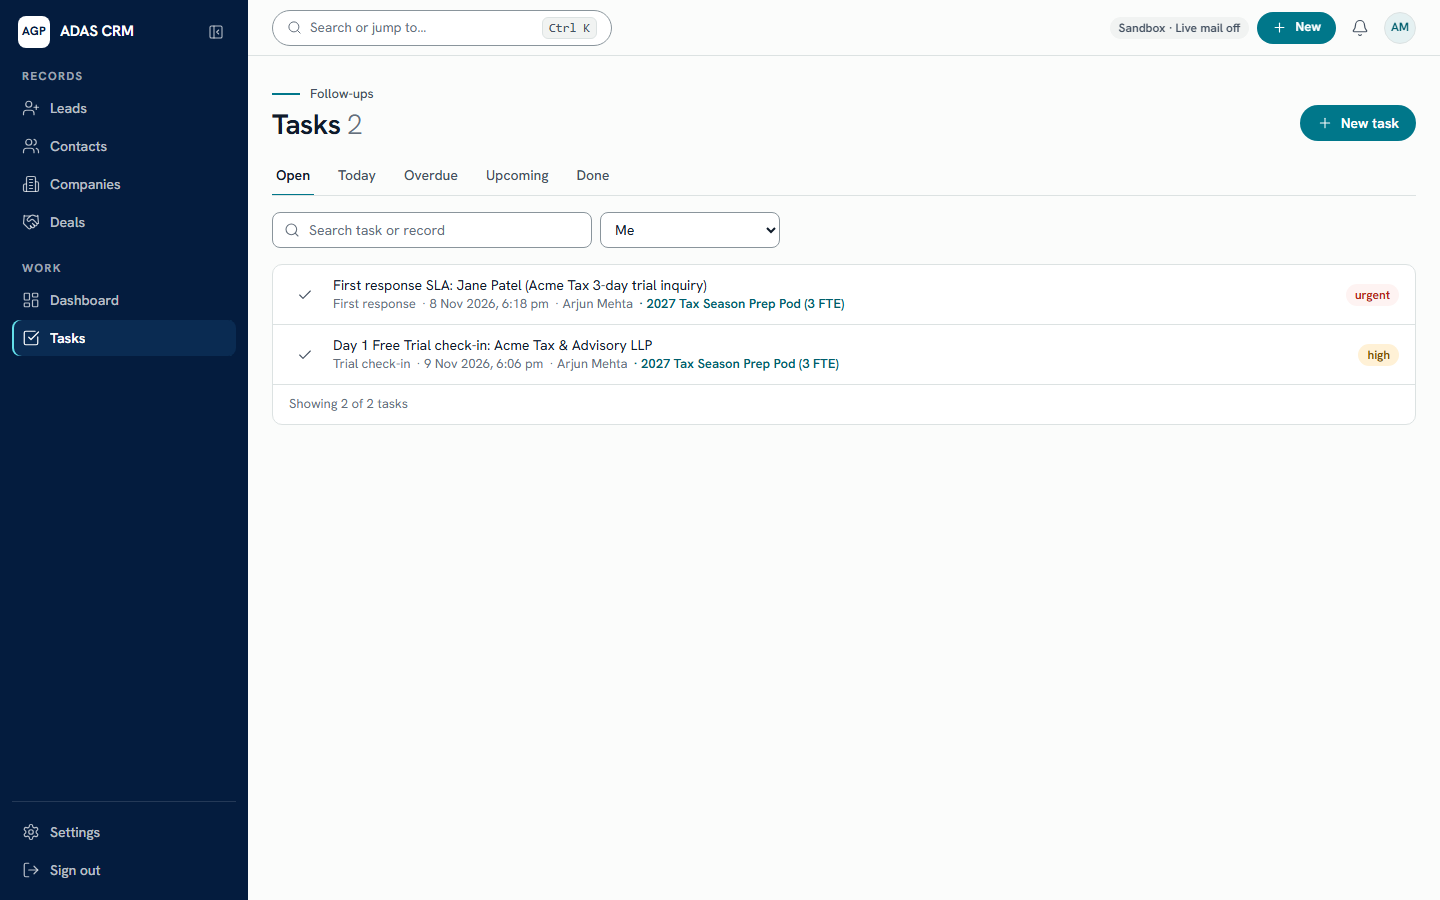 AGP
ADAS CRM
RECORDS
Leads
Contacts
Companies
Deals
WORK
Dashboard
Tasks
Settings
Sign out
Search or jump to...
Ctrl K
Sandbox · Live mail off
New
AM
Follow-ups
Tasks 2
New task
Open
Today
Overdue
Upcoming
Done
Search task or record
Me
First response SLA: Jane Patel (Acme Tax 3-day trial inquiry)
First response · 8 Nov 2026, 6:18 pm · Arjun Mehta · 2027 Tax Season Prep Pod (3 FTE)
urgent
Day 1 Free Trial check-in: Acme Tax & Advisory LLP
Trial check-in · 9 Nov 2026, 6:06 pm · Arjun Mehta · 2027 Tax Season Prep Pod (3 FTE)
high
Showing 2 of 2 tasks